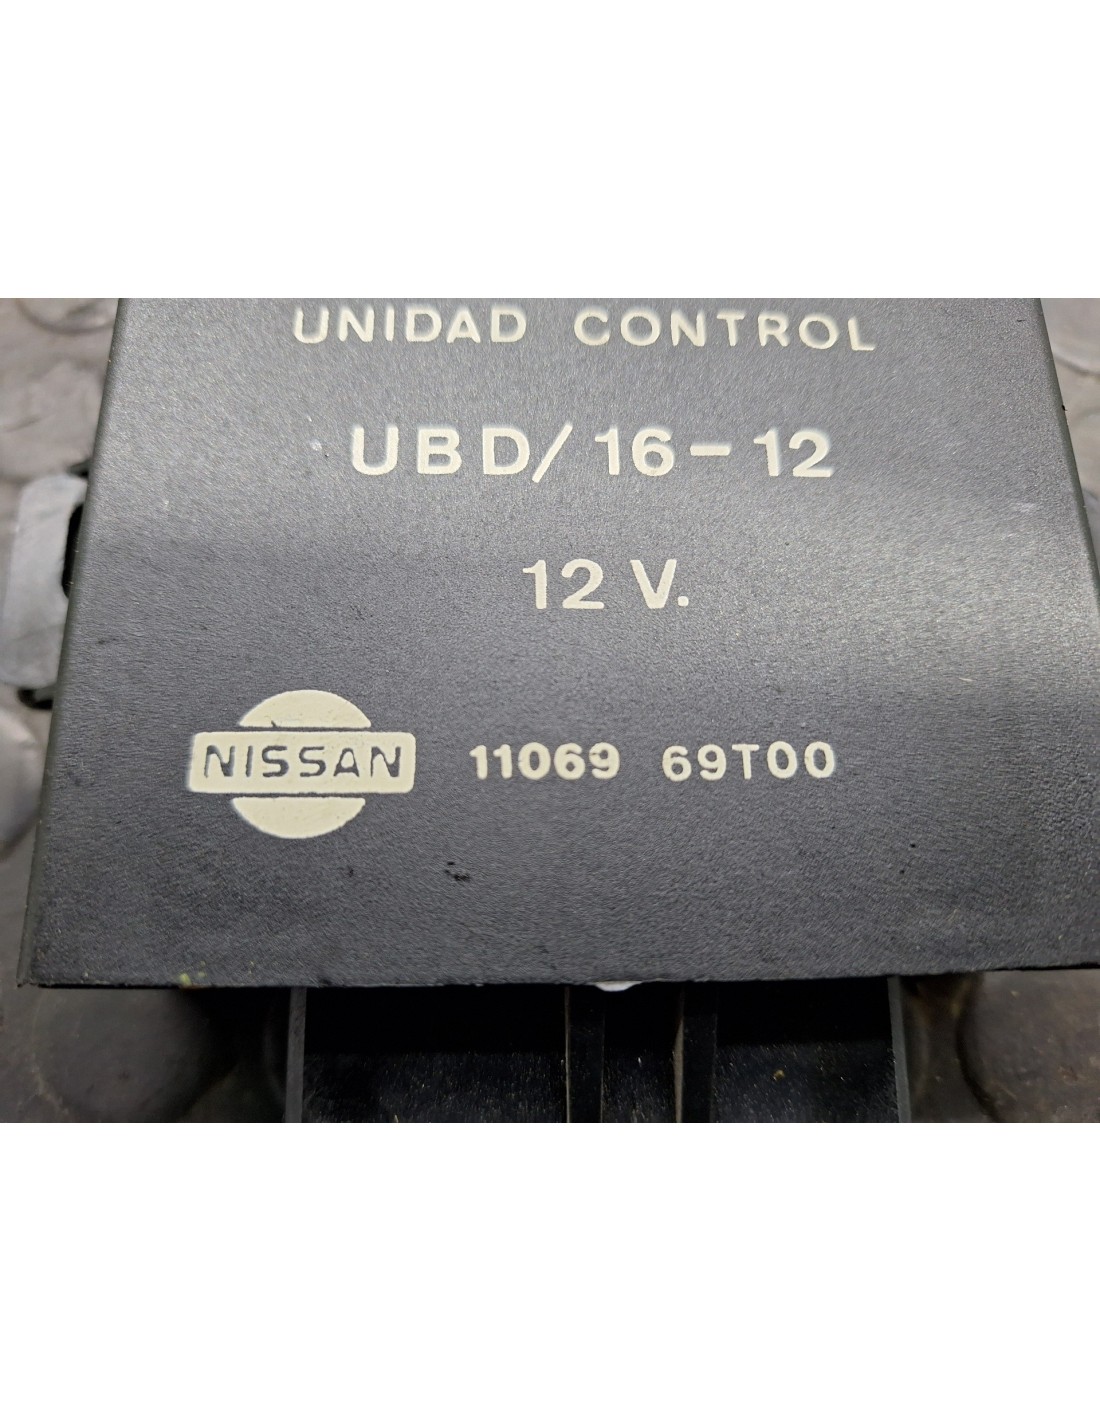 UNIDAD CONTROL
UBD/16-12
12 V.
NISSAN 11069 69T00